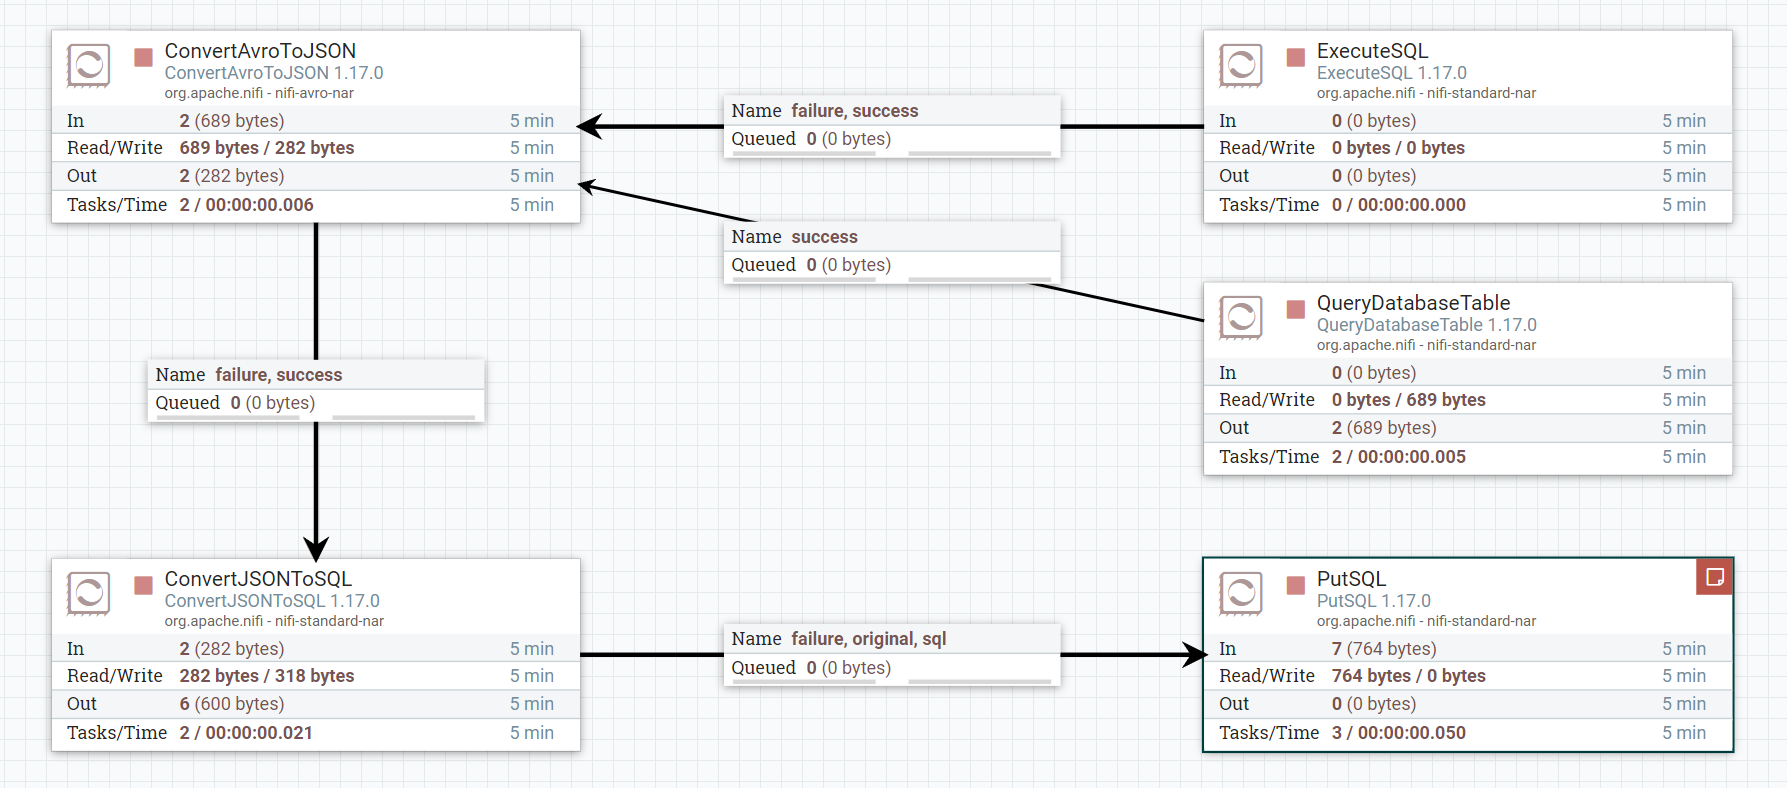 ConvertAvroToJSON
ConvertAvroToJSON 1.17.0
org.apache.nifi - nifi-avro-nar
In 2 (689 bytes) 5 min
Read/Write 689 bytes / 282 bytes 5 min
Out 2 (282 bytes) 5 min
Tasks/Time 2 / 00:00:00.006 5 min
Name failure, success
Queued 0 (0 bytes)
ExecuteSQL
ExecuteSQL 1.17.0
org.apache.nifi - nifi-standard-nar
In 0 (0 bytes) 5 min
Read/Write 0 bytes / 0 bytes 5 min
Out 0 (0 bytes) 5 min
Tasks/Time 0 / 00:00:00.000 5 min
Name success
Queued 0 (0 bytes)
QueryDatabaseTable
QueryDatabaseTable 1.17.0
org.apache.nifi - nifi-standard-nar
In 0 (0 bytes) 5 min
Read/Write 0 bytes / 689 bytes 5 min
Out 2 (689 bytes) 5 min
Tasks/Time 2 / 00:00:00.005 5 min
Name failure, success
Queued 0 (0 bytes)
ConvertJSONToSQL
ConvertJSONToSQL 1.17.0
org.apache.nifi - nifi-standard-nar
In 2 (282 bytes) 5 min
Read/Write 282 bytes / 318 bytes 5 min
Out 6 (600 bytes) 5 min
Tasks/Time 2 / 00:00:00.021 5 min
Name failure, original, sql
Queued 0 (0 bytes)
PutSQL
PutSQL 1.17.0
org.apache.nifi - nifi-standard-nar
In 7 (764 bytes) 5 min
Read/Write 764 bytes / 0 bytes 5 min
Out 0 (0 bytes) 5 min
Tasks/Time 3 / 00:00:00.050 5 min